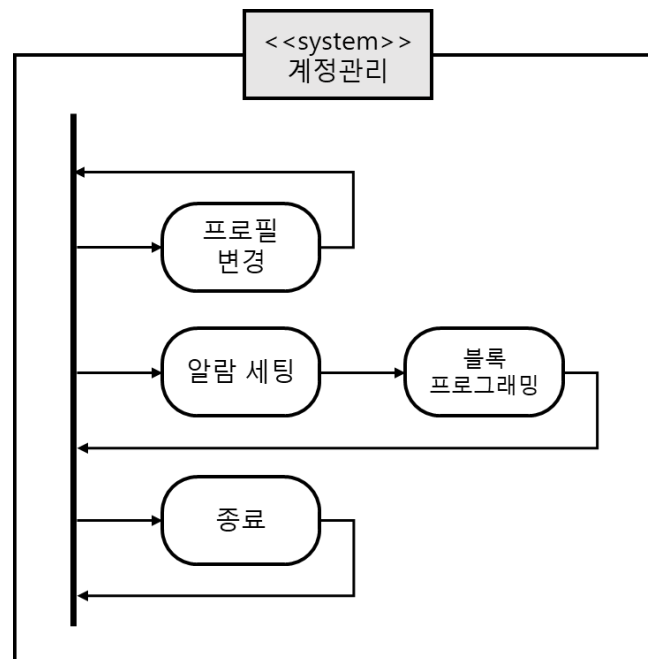 <<system>>
계정관리
프로필
변경
알람 세팅
블록
프로그래밍
종료